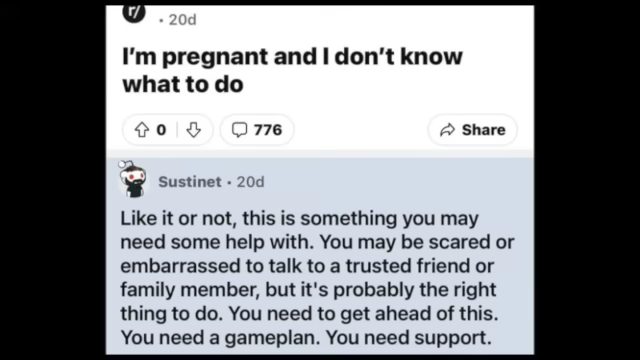 r/
• 20d
I'm pregnant and I don't know
what to do
0
776
Share
Sustinet • 20d
Like it or not, this is something you may
need some help with. You may be scared or
embarrassed to talk to a trusted friend or
family member, but it's probably the right
thing to do. You need to get ahead of this.
You need a gameplan. You need support.